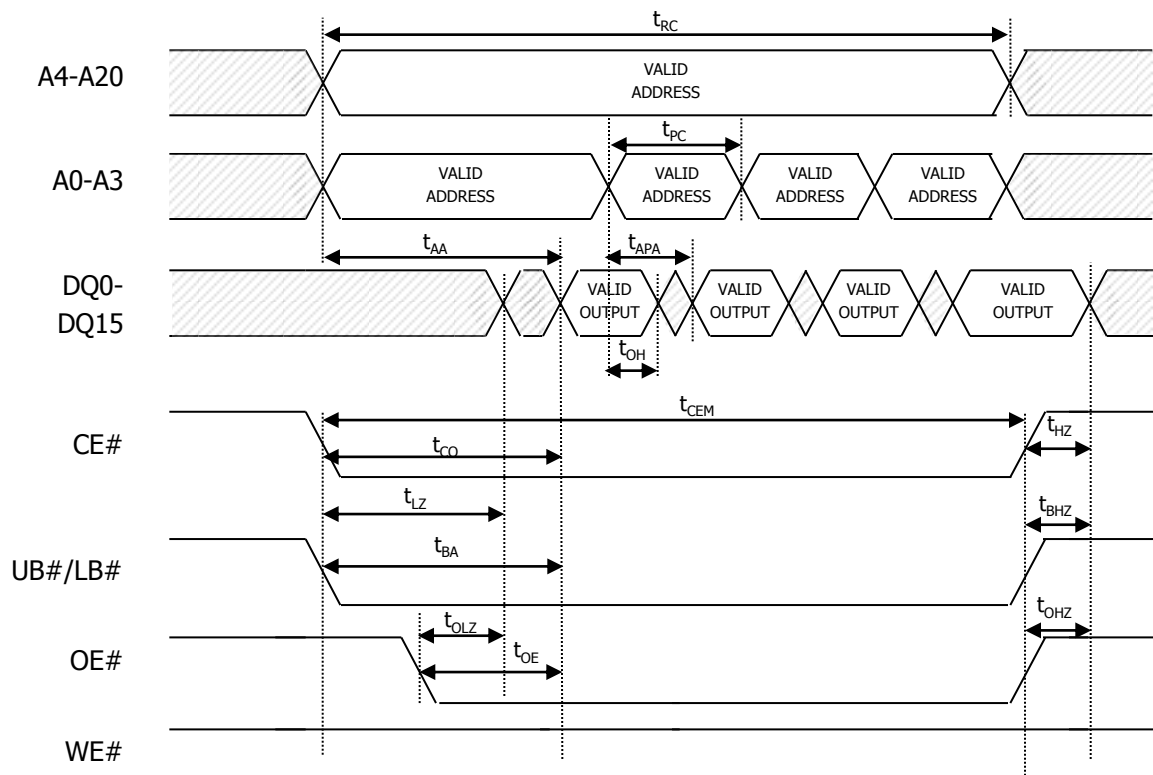 tRC
A4-A20
VALID
ADDRESS
tPC
A0-A3
VALID
ADDRESS
VALID
ADDRESS
VALID
ADDRESS
VALID
ADDRESS
tAA
tAPA
DQ0-
DQ15
VALID
OUTPUT
VALID
OUTPUT
VALID
OUTPUT
VALID
OUTPUT
tOH
tCEM
CE#
tCO
tHZ
tLZ
tBHZ
UB#/LB#
tBA
tOLZ
tOHZ
OE#
tOE
WE#